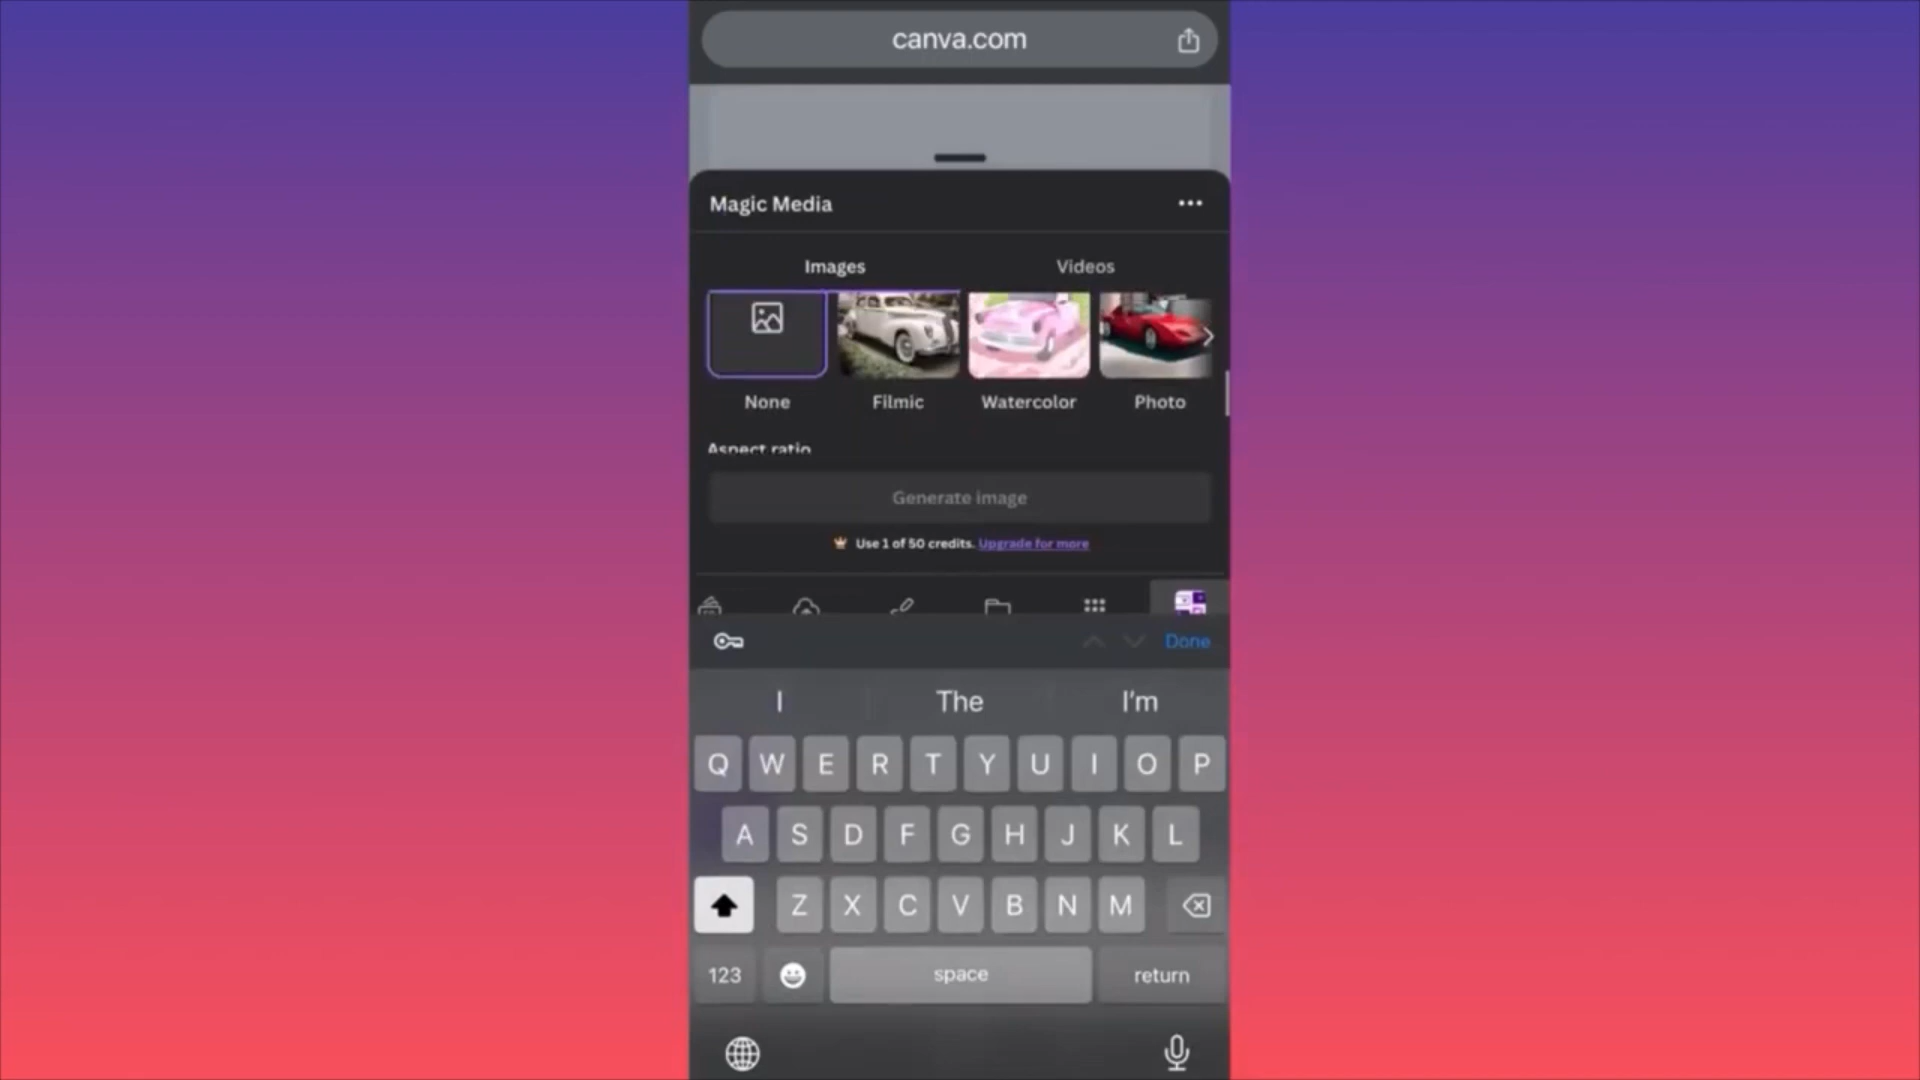 canva.com
Magic Media
Images Videos
None Filmic Watercolor Photo
Aspect ratio
Generate image
Use 1 of 50 credits. Upgrade for more
Done
I The I'm
Q W E R T Y U I O P
A S D F G H J K L
Z X C V B N M
123 space return